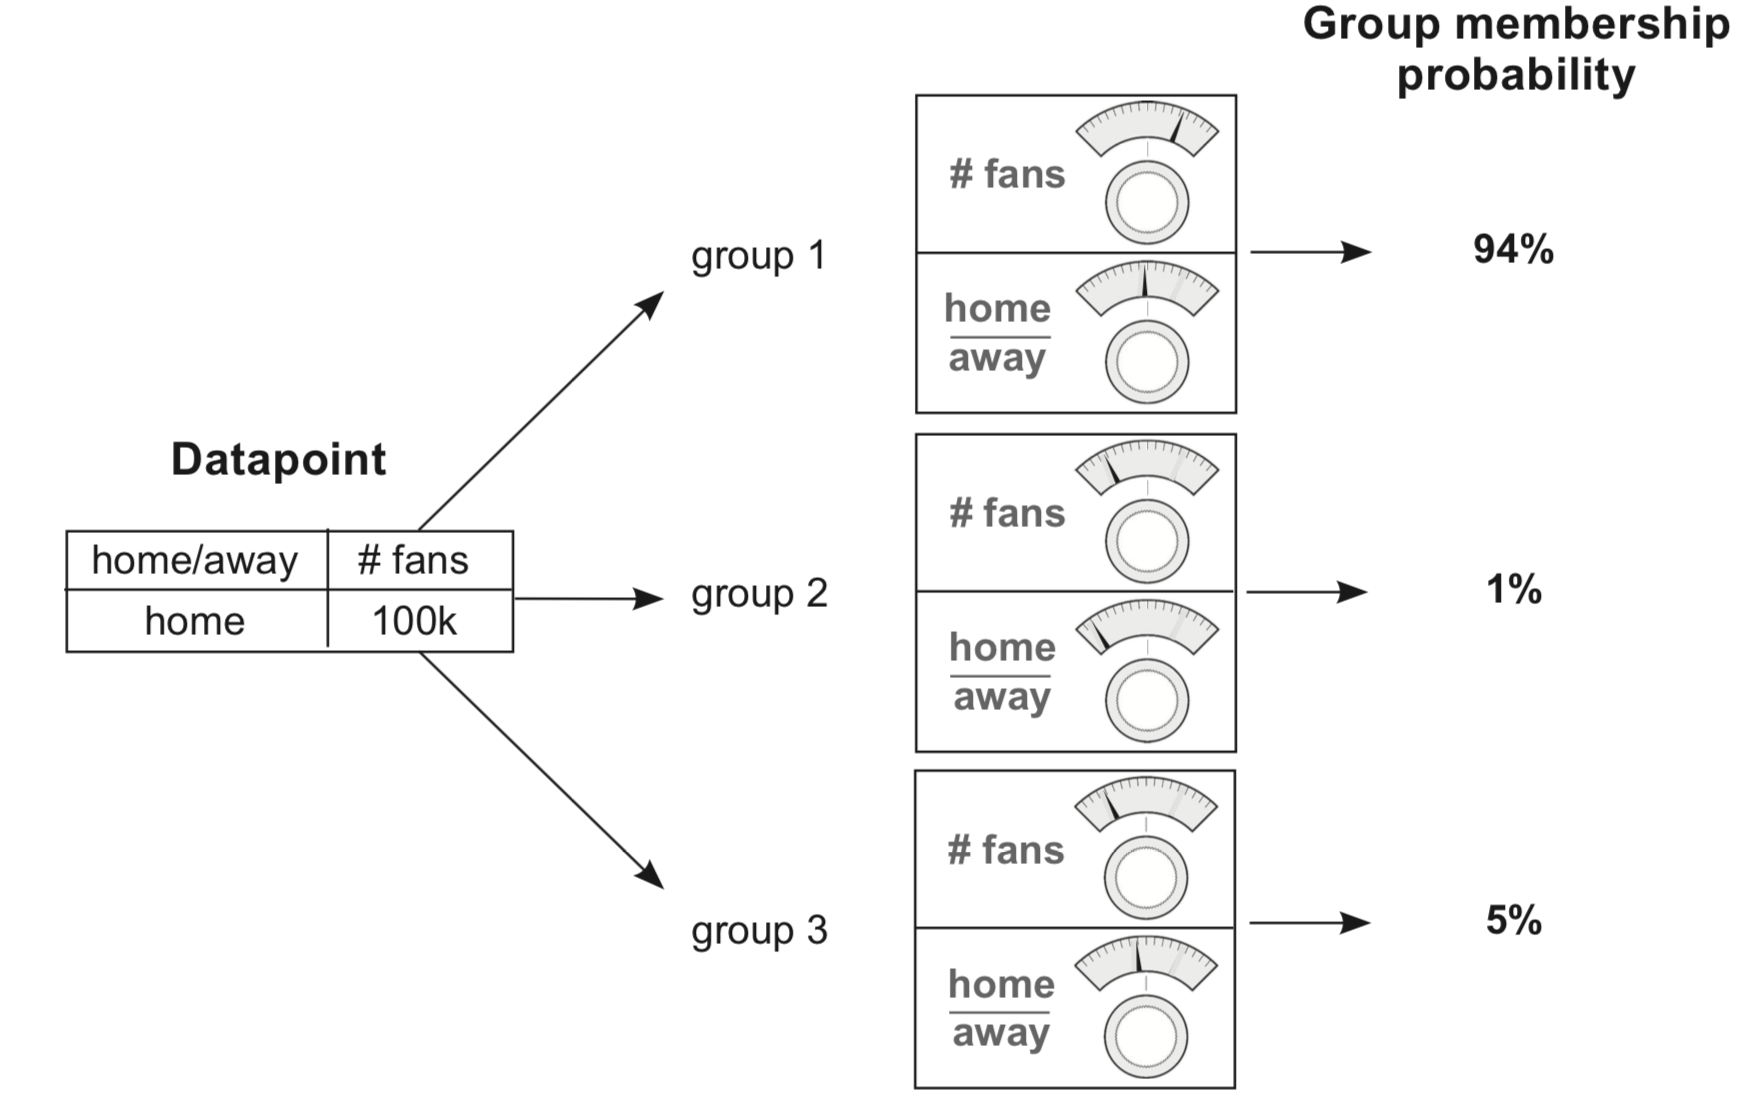 Group membership
probability
# fans
group 1
94%
home
away
Datapoint
# fans
home/away
# fans
group 2
1%
home
100k
home
away
# fans
group 3
5%
home
away